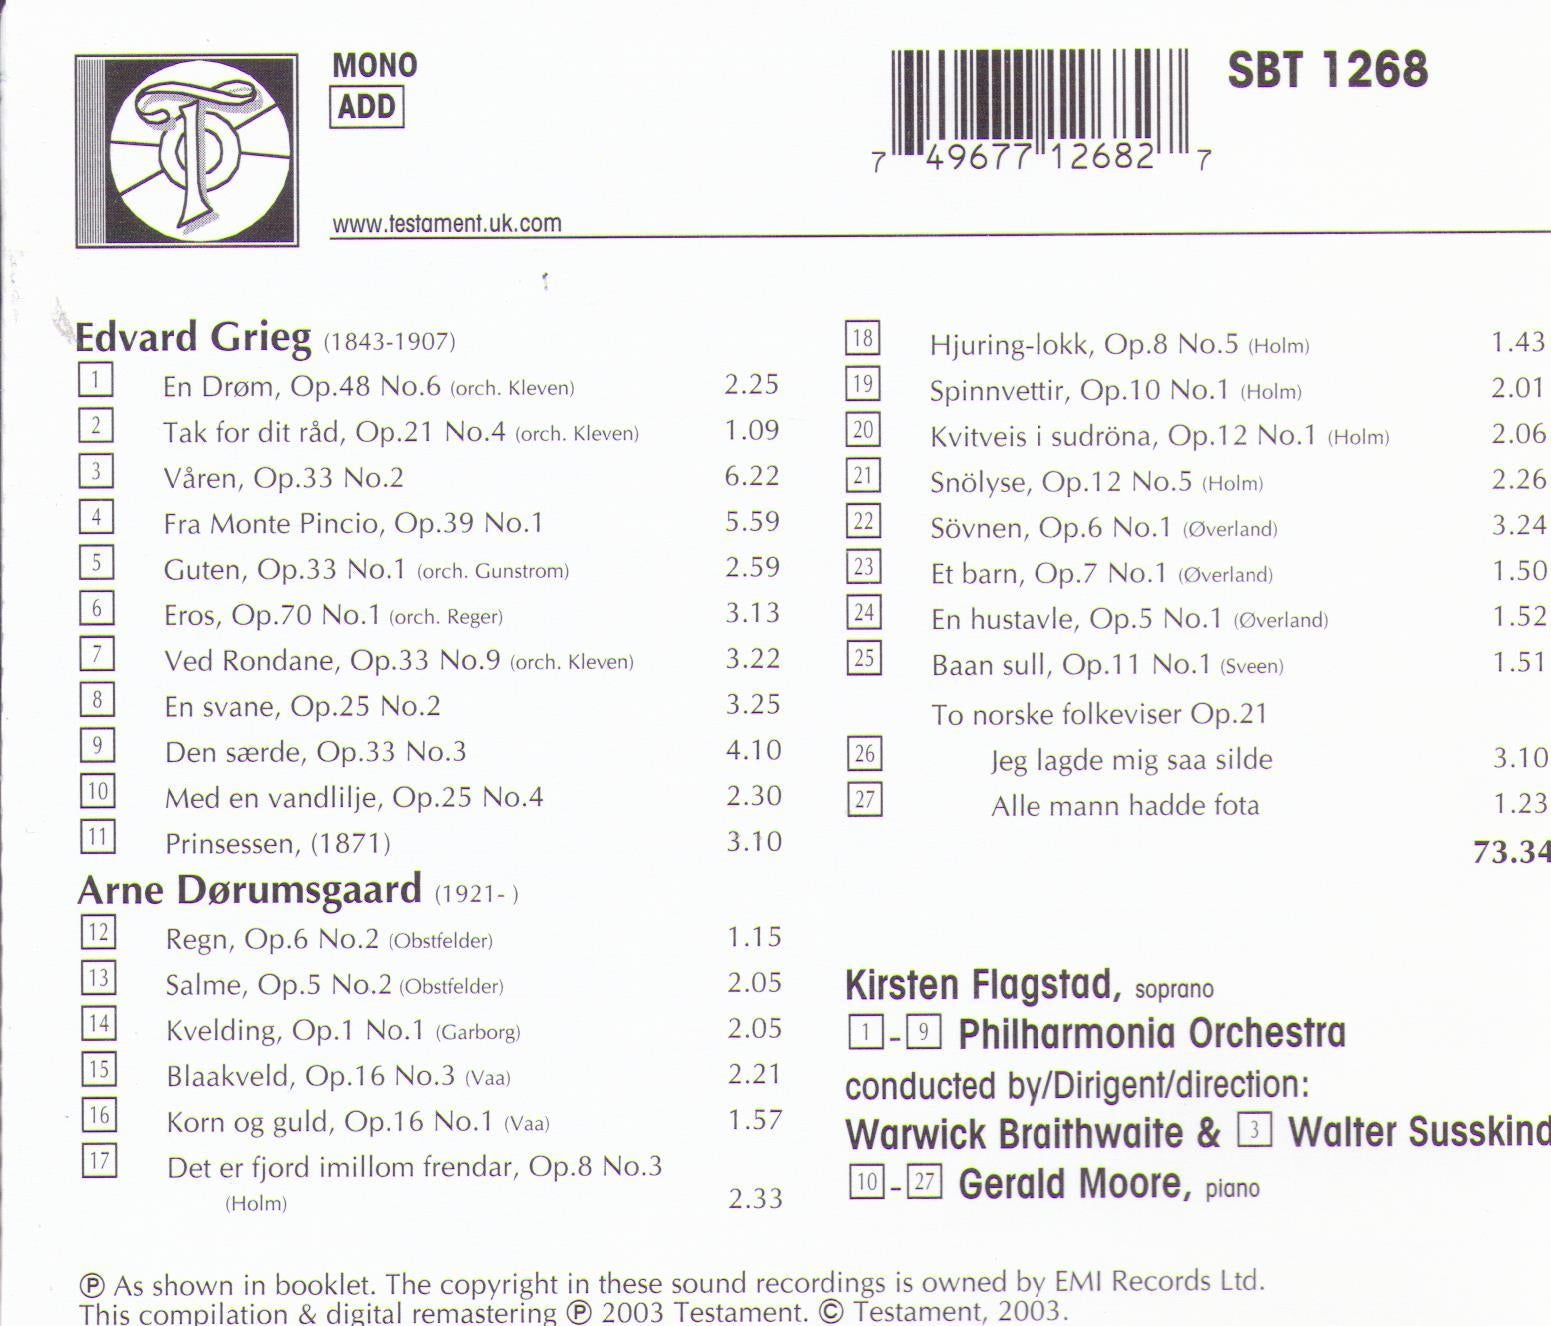 MONO
ADD
SBT 1268
7 49677 12682 7
www.testament.uk.com
Edvard Grieg (1843-1907)
1 En Drøm, Op.48 No.6 (orch. Kleven) 2.25
2 Tak for dit råd, Op.21 No.4 (orch. Kleven) 1.09
3 Våren, Op.33 No.2 6.22
4 Fra Monte Pincio, Op.39 No.1 5.59
5 Guten, Op.33 No.1 (orch. Gunstrom) 2.59
6 Eros, Op.70 No.1 (orch. Reger) 3.13
7 Ved Rondane, Op.33 No.9 (orch. Kleven) 3.22
8 En svane, Op.25 No.2 3.25
9 Den særde, Op.33 No.3 4.10
10 Med en vandlilje, Op.25 No.4 2.30
11 Prinsessen, (1871) 3.10
Arne Dørumsgaard (1921- )
12 Regn, Op.6 No.2 (Obstfelder) 1.15
13 Salme, Op.5 No.2 (Obstfelder) 2.05
14 Kvelding, Op.1 No.1 (Garborg) 2.05
15 Blaakveld, Op.16 No.3 (Vaa) 2.21
16 Korn og guld, Op.16 No.1 (Vaa) 1.57
17 Det er fjord imillom frendar, Op.8 No.3
(Holm) 2.33
18 Hjuring-lokk, Op.8 No.5 (Holm) 1.43
19 Spinnvettir, Op.10 No.1 (Holm) 2.01
20 Kvitveis i sudröna, Op.12 No.1 (Holm) 2.06
21 Snölyse, Op.12 No.5 (Holm) 2.26
22 Sövnen, Op.6 No.1 (Øverland) 3.24
23 Et barn, Op.7 No.1 (Øverland) 1.50
24 En hustavle, Op.5 No.1 (Øverland) 1.52
25 Baan sull, Op.11 No.1 (Sveen) 1.51
To norske folkeviser Op.21
26 Jeg lagde mig saa silde 3.10
27 Alle mann hadde fota 1.23
73.34
Kirsten Flagstad, soprano
1 - 9 Philharmonia Orchestra
conducted by/Dirigent/direction:
Warwick Braithwaite & 3 Walter Susskind
10 - 27 Gerald Moore, piano
Ⓟ As shown in booklet. The copyright in these sound recordings is owned by EMI Records Ltd.
This compilation & digital remastering Ⓟ 2003 Testament. © Testament, 2003.